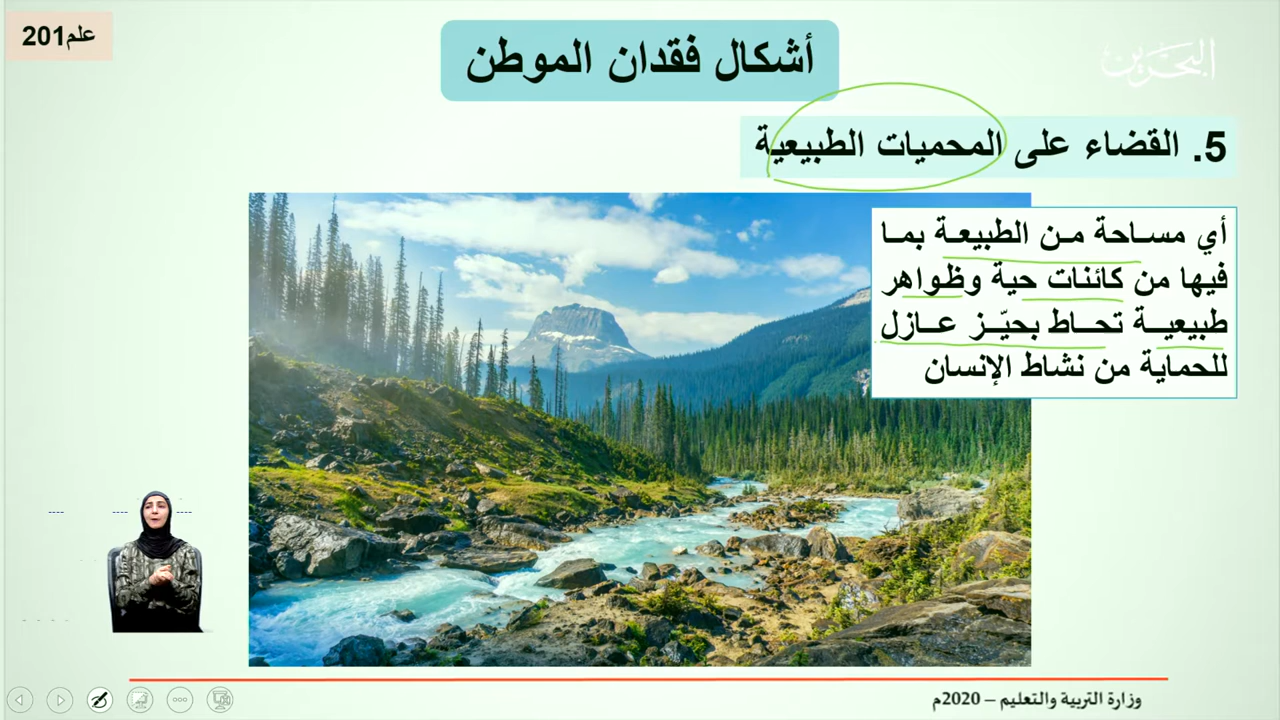 علم201
البحرين
أشكال فقدان الموطن
5. القضاء على المحميات الطبيعية
أي مساحة من الطبيعة بما
فيها من كائنات حية وظواهر
طبيعية تحاط بحيّز عازل
للحماية من نشاط الإنسان
وزارة التربية والتعليم – 2020م